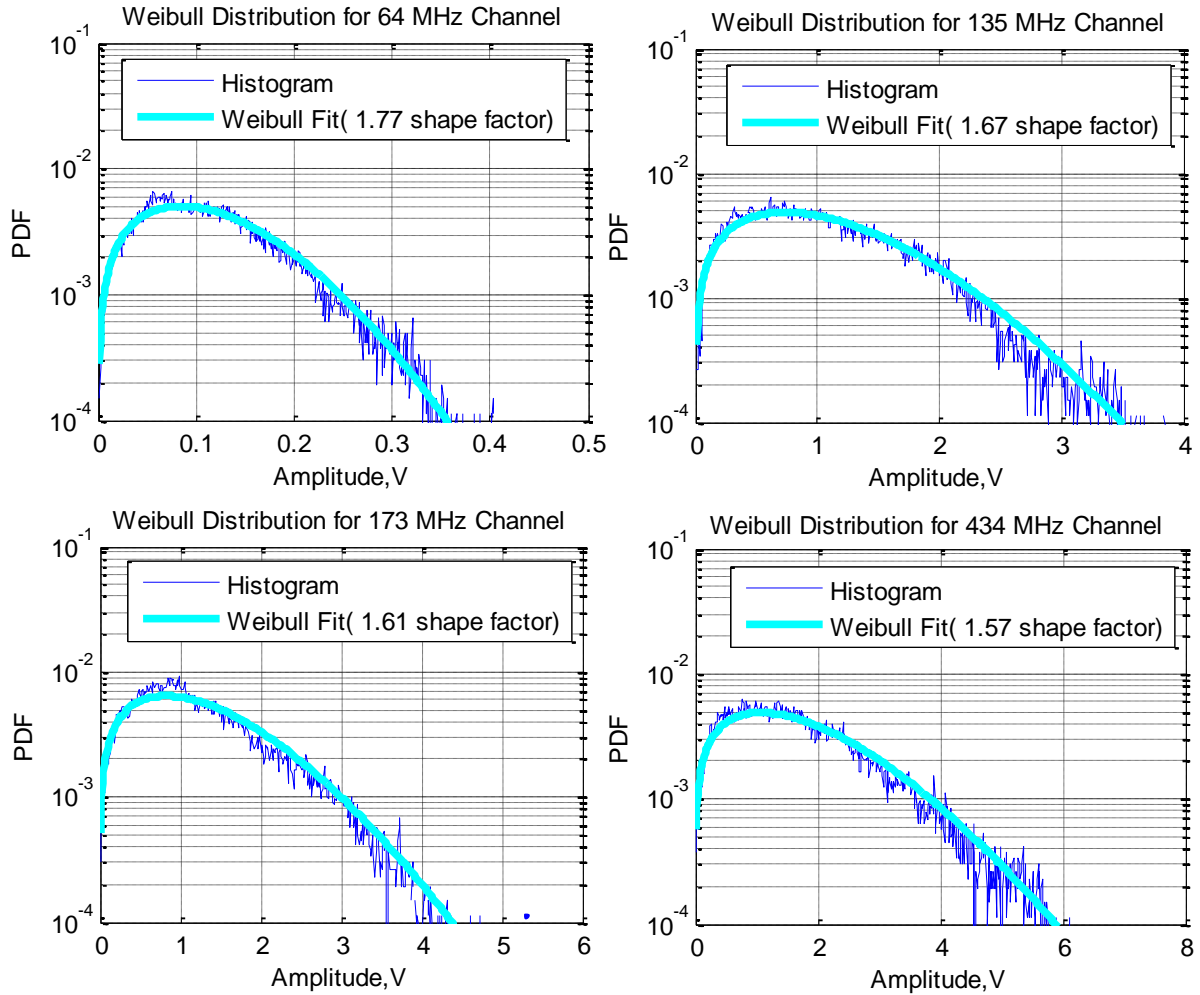 Weibull Distribution for 64 MHz Channel
10^-1
Histogram
Weibull Fit( 1.77 shape factor)
10^-2
PDF
10^-3
10^-4
0 0.1 0.2 0.3 0.4 0.5
Amplitude,V
Weibull Distribution for 135 MHz Channel
10^-1
Histogram
Weibull Fit( 1.67 shape factor)
10^-2
PDF
10^-3
10^-4
0 1 2 3 4
Amplitude,V
Weibull Distribution for 173 MHz Channel
10^-1
Histogram
Weibull Fit( 1.61 shape factor)
10^-2
PDF
10^-3
10^-4
0 1 2 3 4 5 6
Amplitude,V
Weibull Distribution for 434 MHz Channel
10^-1
Histogram
Weibull Fit( 1.57 shape factor)
10^-2
PDF
10^-3
10^-4
0 2 4 6 8
Amplitude,V